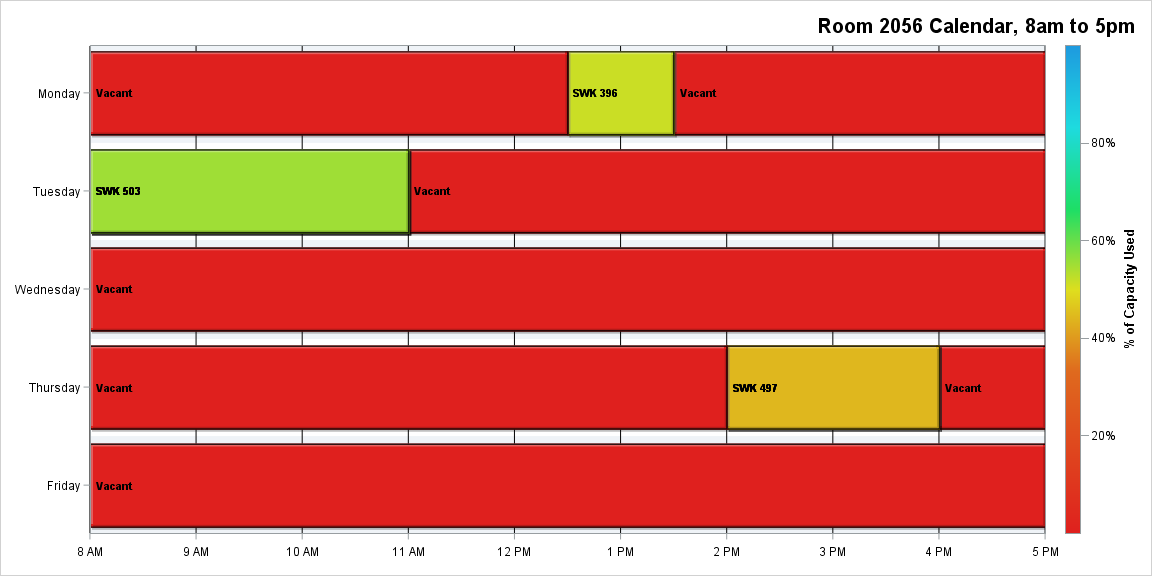 Room 2056 Calendar, 8am to 5pm
Monday
Vacant
SWK 396
Vacant
Tuesday
SWK 503
Vacant
Wednesday
Vacant
Thursday
Vacant
SWK 497
Vacant
Friday
Vacant
8 AM
9 AM
10 AM
11 AM
12 PM
1 PM
2 PM
3 PM
4 PM
5 PM
80%
60%
40%
20%
% of Capacity Used